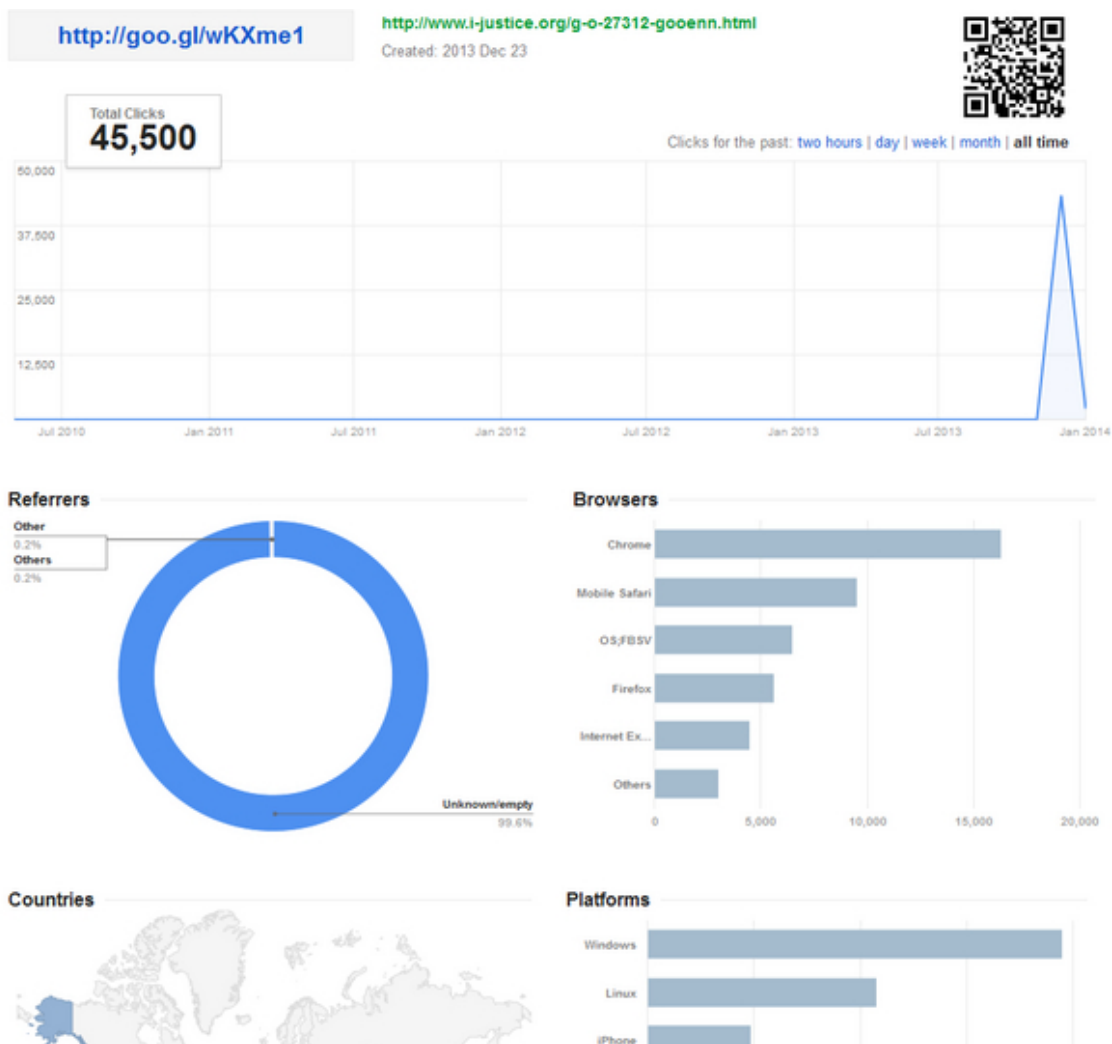 http://goo.gl/wKXme1
http://www.i-justice.org/g-o-27312-gooenn.html
Created: 2013 Dec 23
Total Clicks
45,500
Clicks for the past: two hours | day | week | month | all time
50,000
37,500
25,000
12,500
Jul 2010 Jan 2011 Jul 2011 Jan 2012 Jul 2012 Jan 2013 Jul 2013 Jan 2014
Referrers
Other
0.2%
Others
0.2%
Unknown/empty
99.6%
Browsers
Chrome
Mobile Safari
OS;FBSV
Firefox
Internet Ex...
Others
0 5,000 10,000 15,000 20,000
Countries
Platforms
Windows
Linux
iPhone